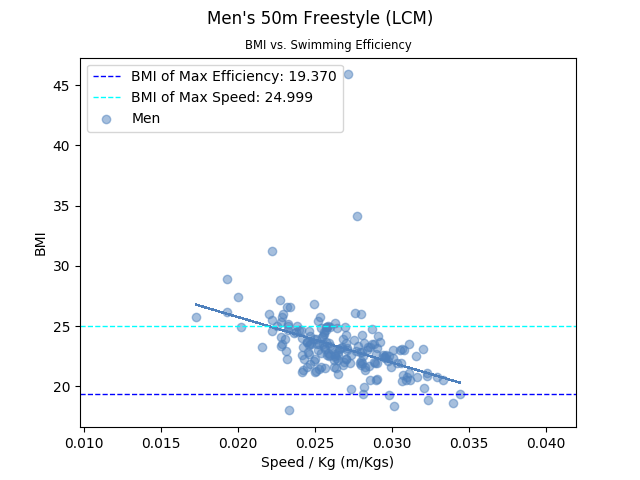 Men's 50m Freestyle (LCM)
BMI vs. Swimming Efficiency
BMI of Max Efficiency: 19.370
BMI of Max Speed: 24.999
Men
45
40
35
30
25
20
BMI
0.010 0.015 0.020 0.025 0.030 0.035 0.040
Speed / Kg (m/Kgs)